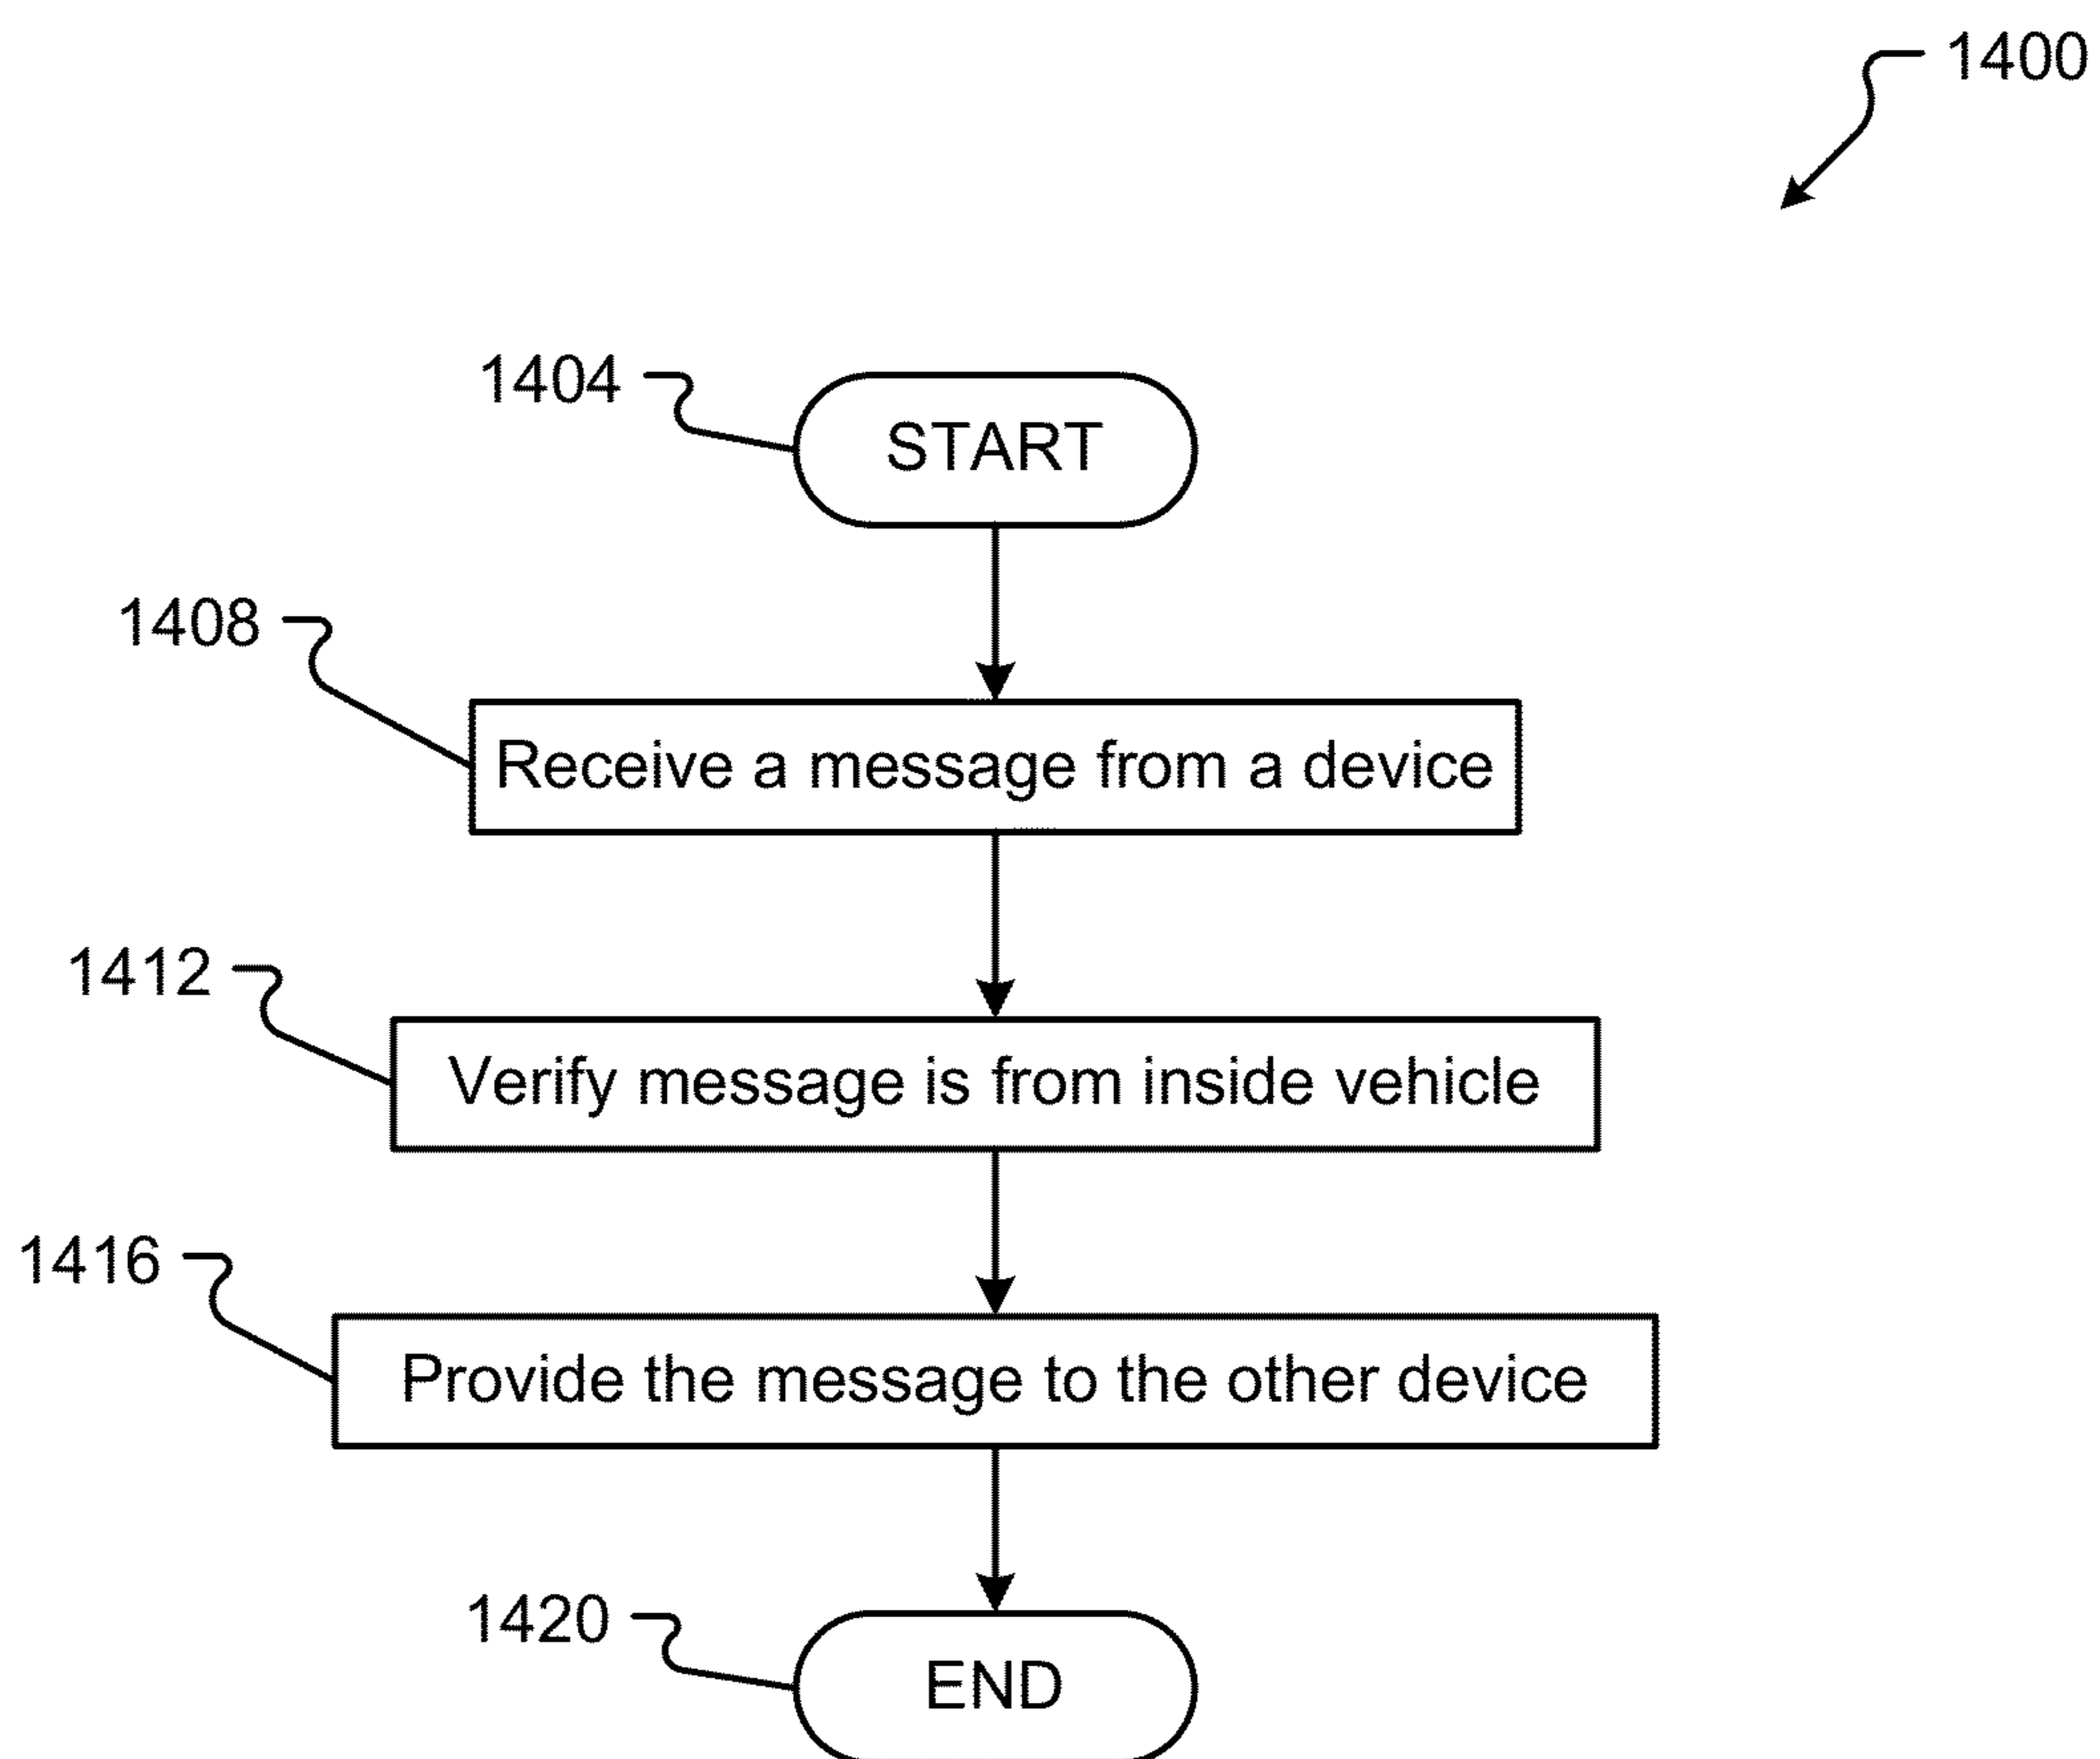 1400
1404
START
1408
Receive a message from a device
1412
Verify message is from inside vehicle
1416
Provide the message to the other device
1420
END